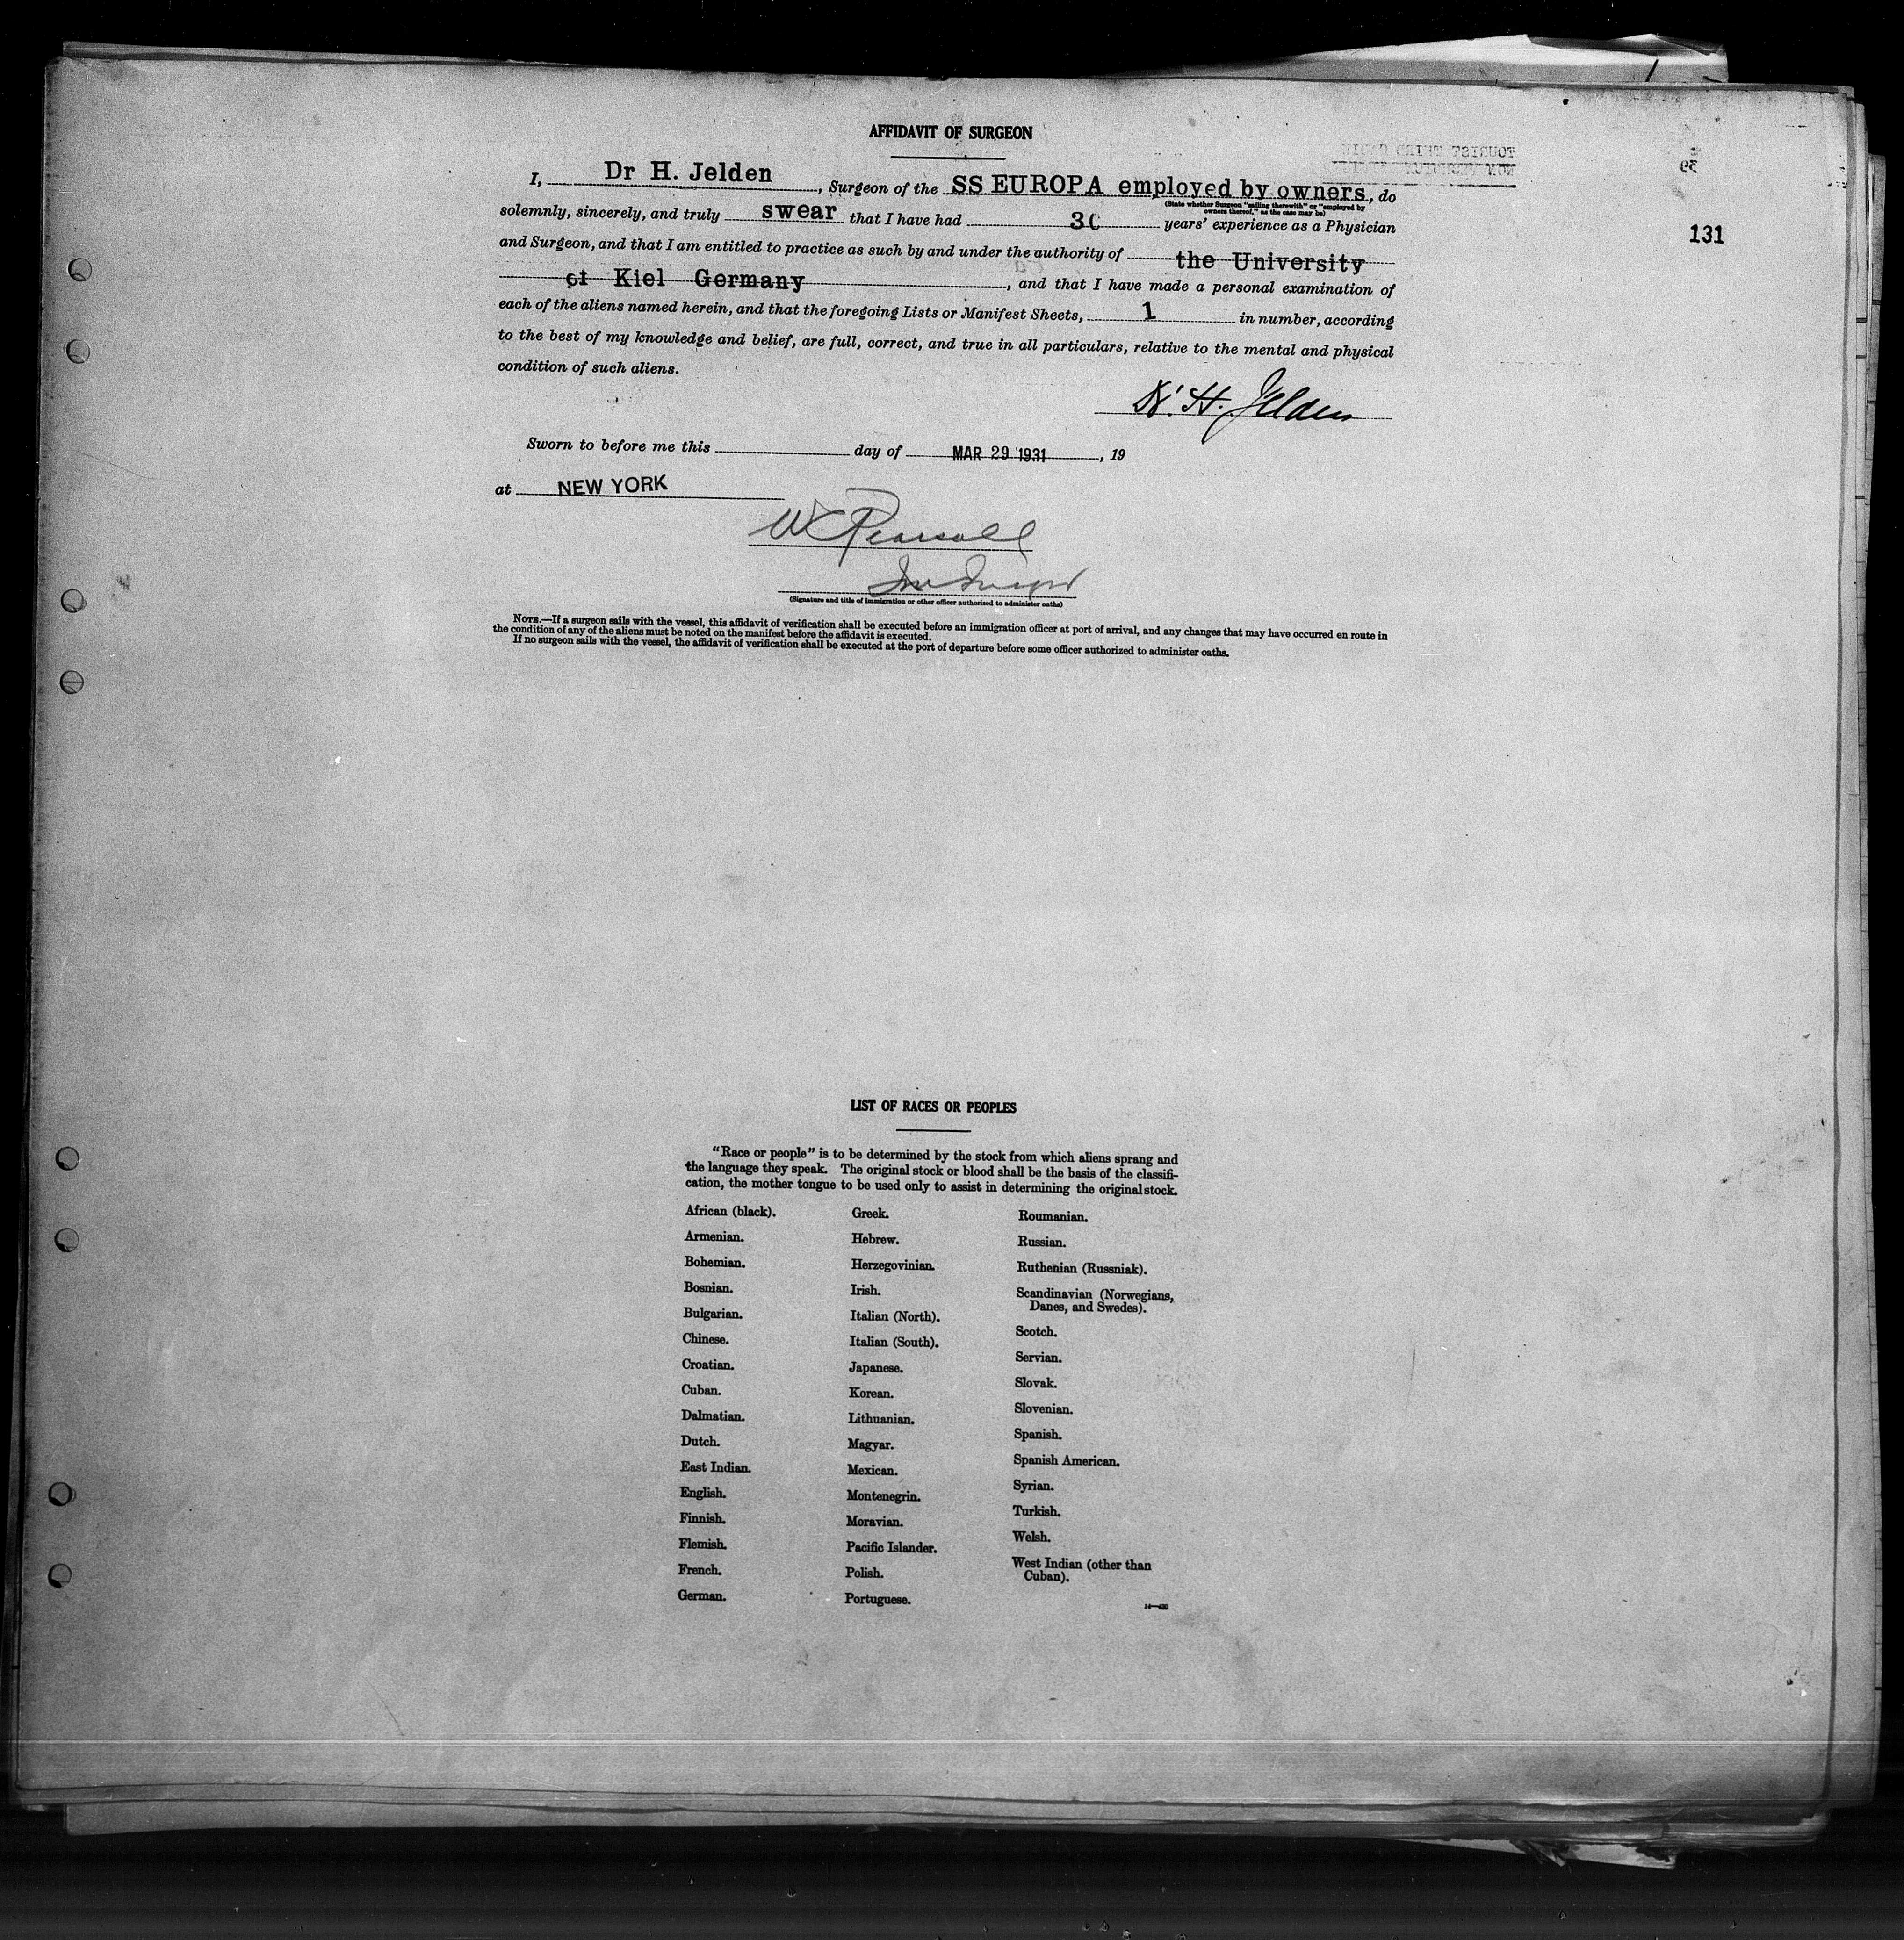 AFFIDAVIT OF SURGEON
I, Dr H. Jelden, Surgeon of the SS EUROPA employed by owners, do
(State whether Surgeon "sailing therewith" or "employed by
owners thereof," as the case may be)
solemnly, sincerely, and truly swear that I have had 30 years' experience as a Physician
131
and Surgeon, and that I am entitled to practice as such by and under the authority of the University
of Kiel Germany, and that I have made a personal examination of
each of the aliens named herein, and that the foregoing Lists or Manifest Sheets, 1 in number, according
to the best of my knowledge and belief, are full, correct, and true in all particulars, relative to the mental and physical
condition of such aliens.
H. Jelden
Sworn to before me this day of MAR 29 1931, 19
at NEW YORK
W Pearsall
(Signature and title of immigration or other officer authorized to administer oaths)
NOTE.—If a surgeon sails with the vessel, this affidavit of verification shall be executed before an immigration officer at port of arrival, and any changes that may have occurred en route in
the condition of any of the aliens must be noted on the manifest before the affidavit is executed.
If no surgeon sails with the vessel, the affidavit of verification shall be executed at the port of departure before some officer authorized to administer oaths.
LIST OF RACES OR PEOPLES
"Race or people" is to be determined by the stock from which aliens sprang and
the language they speak. The original stock or blood shall be the basis of the classifi-
cation, the mother tongue to be used only to assist in determining the original stock.
African (black).
Armenian.
Bohemian.
Bosnian.
Bulgarian.
Chinese.
Croatian.
Cuban.
Dalmatian.
Dutch.
East Indian.
English.
Finnish.
Flemish.
French.
German.
Greek.
Hebrew.
Herzegovinian.
Irish.
Italian (North).
Italian (South).
Japanese.
Korean.
Lithuanian.
Magyar.
Mexican.
Montenegrin.
Moravian.
Pacific Islander.
Polish.
Portuguese.
Roumanian.
Russian.
Ruthenian (Russniak).
Scandinavian (Norwegians,
Danes, and Swedes).
Scotch.
Servian.
Slovak.
Slovenian.
Spanish.
Spanish American.
Syrian.
Turkish.
Welsh.
West Indian (other than
Cuban).